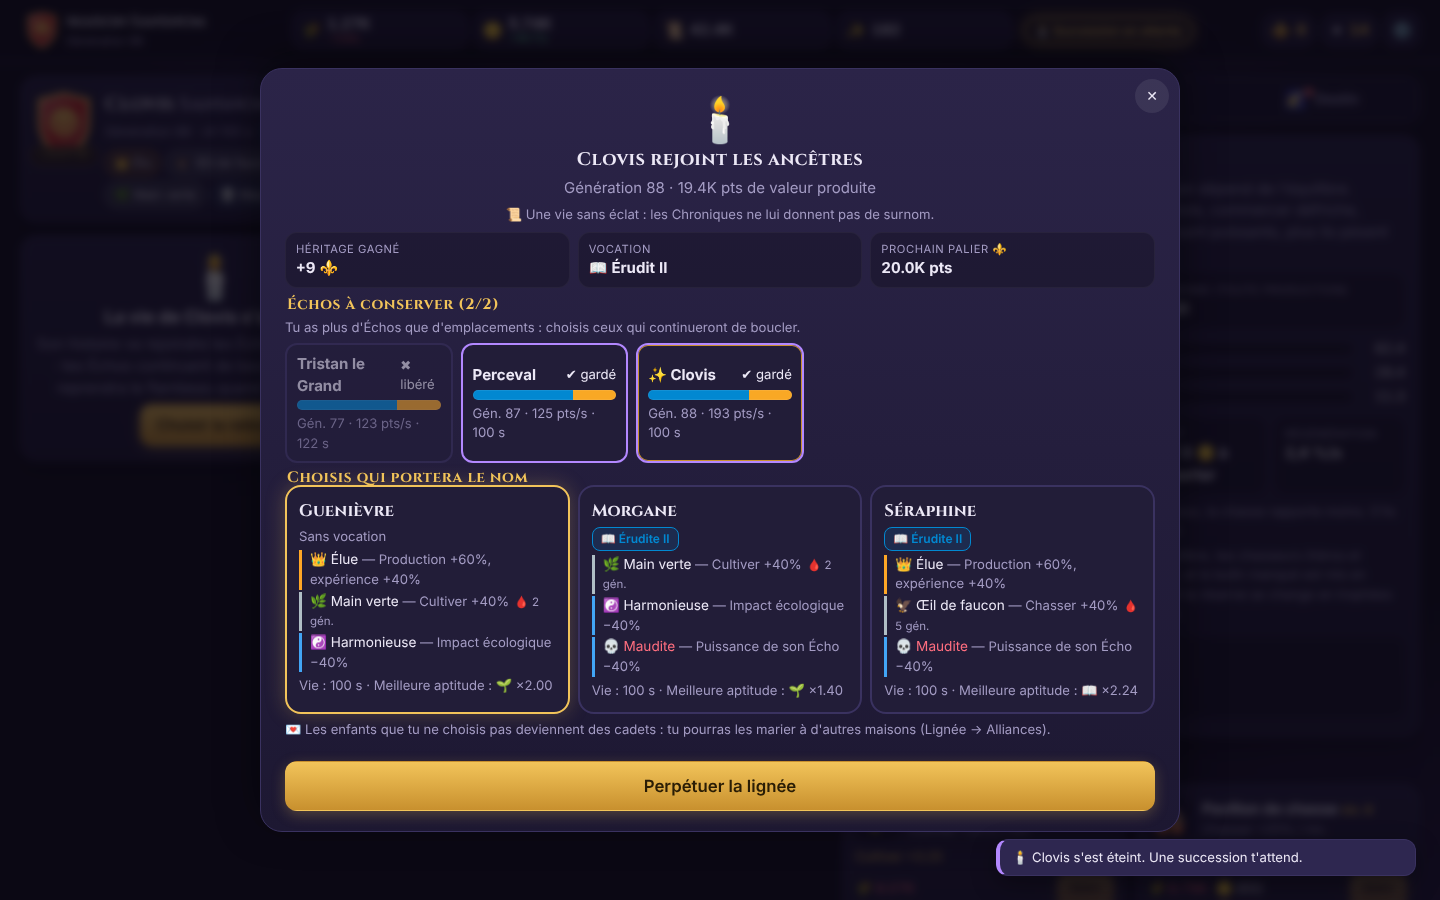 ×
Clovis rejoint les ancêtres
Génération 88 · 19.4K pts de valeur produite
📜 Une vie sans éclat : les Chroniques ne lui donnent pas de surnom.
HÉRITAGE GAGNÉ
+9 ⚜️
VOCATION
📖 Érudit II
PROCHAIN PALIER ⚜️
20.0K pts
Échos à conserver (2/2)
Tu as plus d'Échos que d'emplacements : choisis ceux qui continueront de boucler.
Tristan le
Grand
✖
libéré
Gén. 77 · 123 pts/s ·
122 s
Perceval ✔ gardé
Gén. 87 · 125 pts/s ·
100 s
✨ Clovis ✔ gardé
Gén. 88 · 193 pts/s ·
100 s
Choisis qui portera le nom
Guenièvre
Sans vocation
👑 Élue — Production +60%,
expérience +40%
🌿 Main verte — Cultiver +40% 🩸 2
gén.
☯️ Harmonieuse — Impact écologique
−40%
Vie : 100 s · Meilleure aptitude : 🌱 ×2.00
Morgane
📖 Érudite II
🌿 Main verte — Cultiver +40% 🩸 2
gén.
☯️ Harmonieuse — Impact écologique
−40%
💀 Maudite — Puissance de son Écho
−40%
Vie : 100 s · Meilleure aptitude : 🌱 ×1.40
Séraphine
📖 Érudite II
👑 Élue — Production +60%,
expérience +40%
🦅 Œil de faucon — Chasser +40% 🩸
5 gén.
💀 Maudite — Puissance de son Écho
−40%
Vie : 100 s · Meilleure aptitude : 📖 ×2.24
💌 Les enfants que tu ne choisis pas deviennent des cadets : tu pourras les marier à d'autres maisons (Lignée → Alliances).
Perpétuer la lignée
🕯️ Clovis s'est éteint. Une succession t'attend.